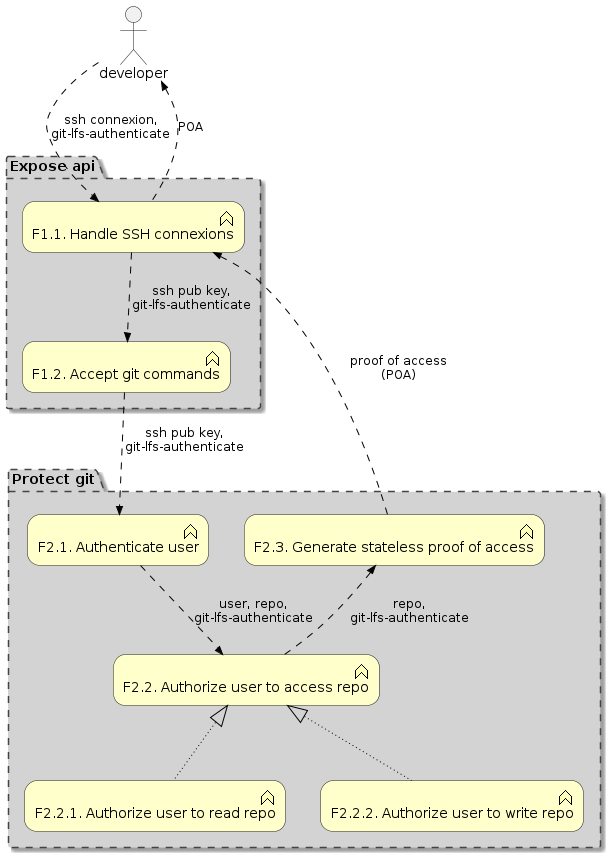 developer
ssh connexion,
git-lfs-authenticate
POA
Expose api
F1.1. Handle SSH connexions
ssh pub key,
git-lfs-authenticate
proof of access
(POA)
F1.2. Accept git commands
ssh pub key,
git-lfs-authenticate
Protect git
F2.1. Authenticate user
F2.3. Generate stateless proof of access
user, repo,
git-lfs-authenticate
repo,
git-lfs-authenticate
F2.2. Authorize user to access repo
F2.2.1. Authorize user to read repo
F2.2.2. Authorize user to write repo